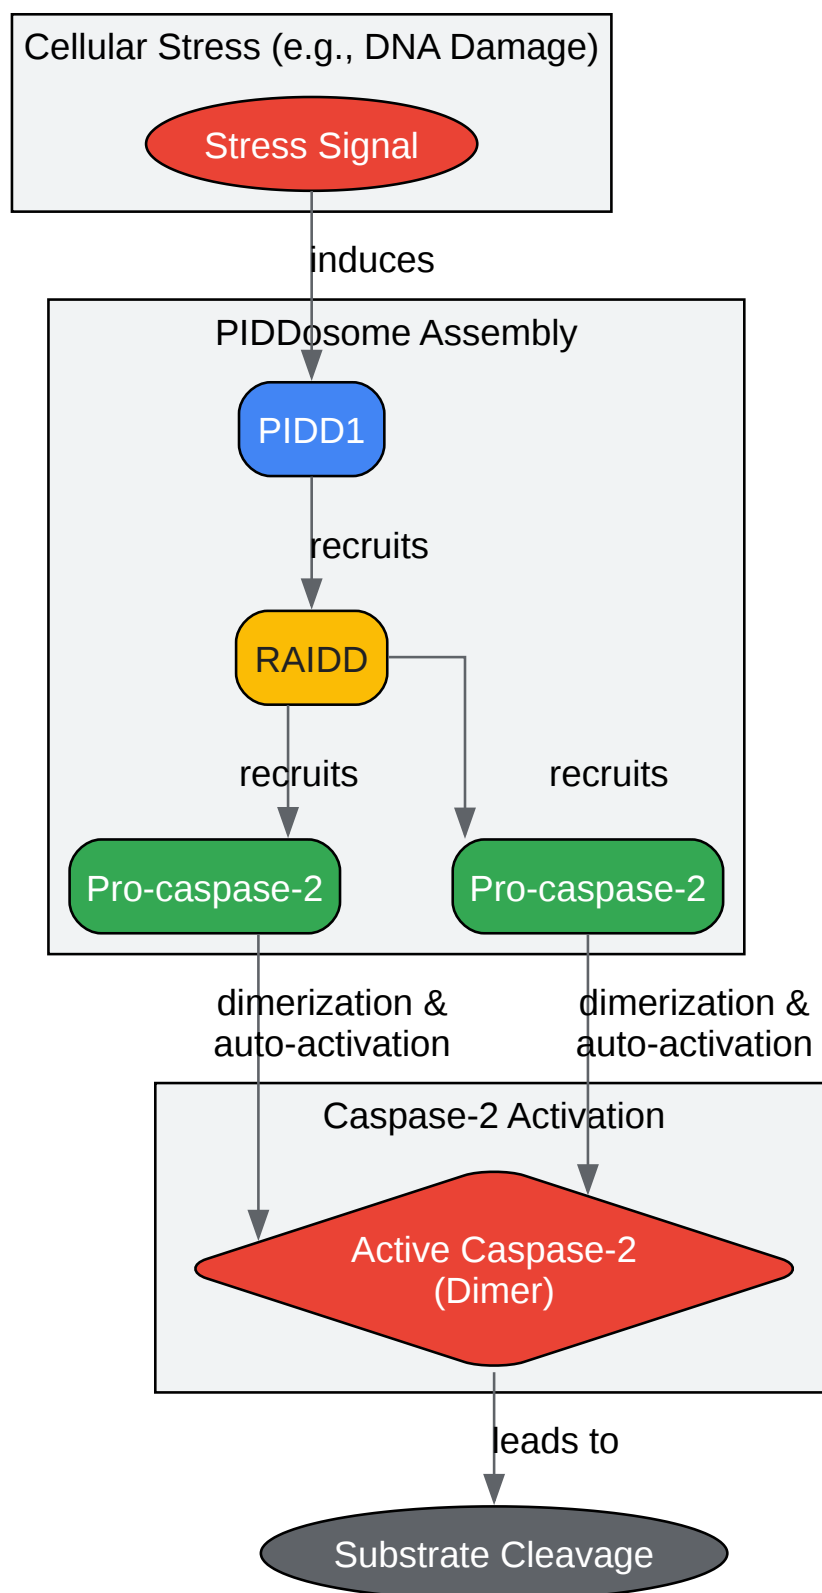 Cellular Stress (e.g., DNA Damage)
Stress Signal
induces
PIDDosome Assembly
PIDD1
recruits
RAIDD
recruits
recruits
Pro-caspase-2
Pro-caspase-2
dimerization &
auto-activation
dimerization &
auto-activation
Caspase-2 Activation
Active Caspase-2
(Dimer)
leads to
Substrate Cleavage